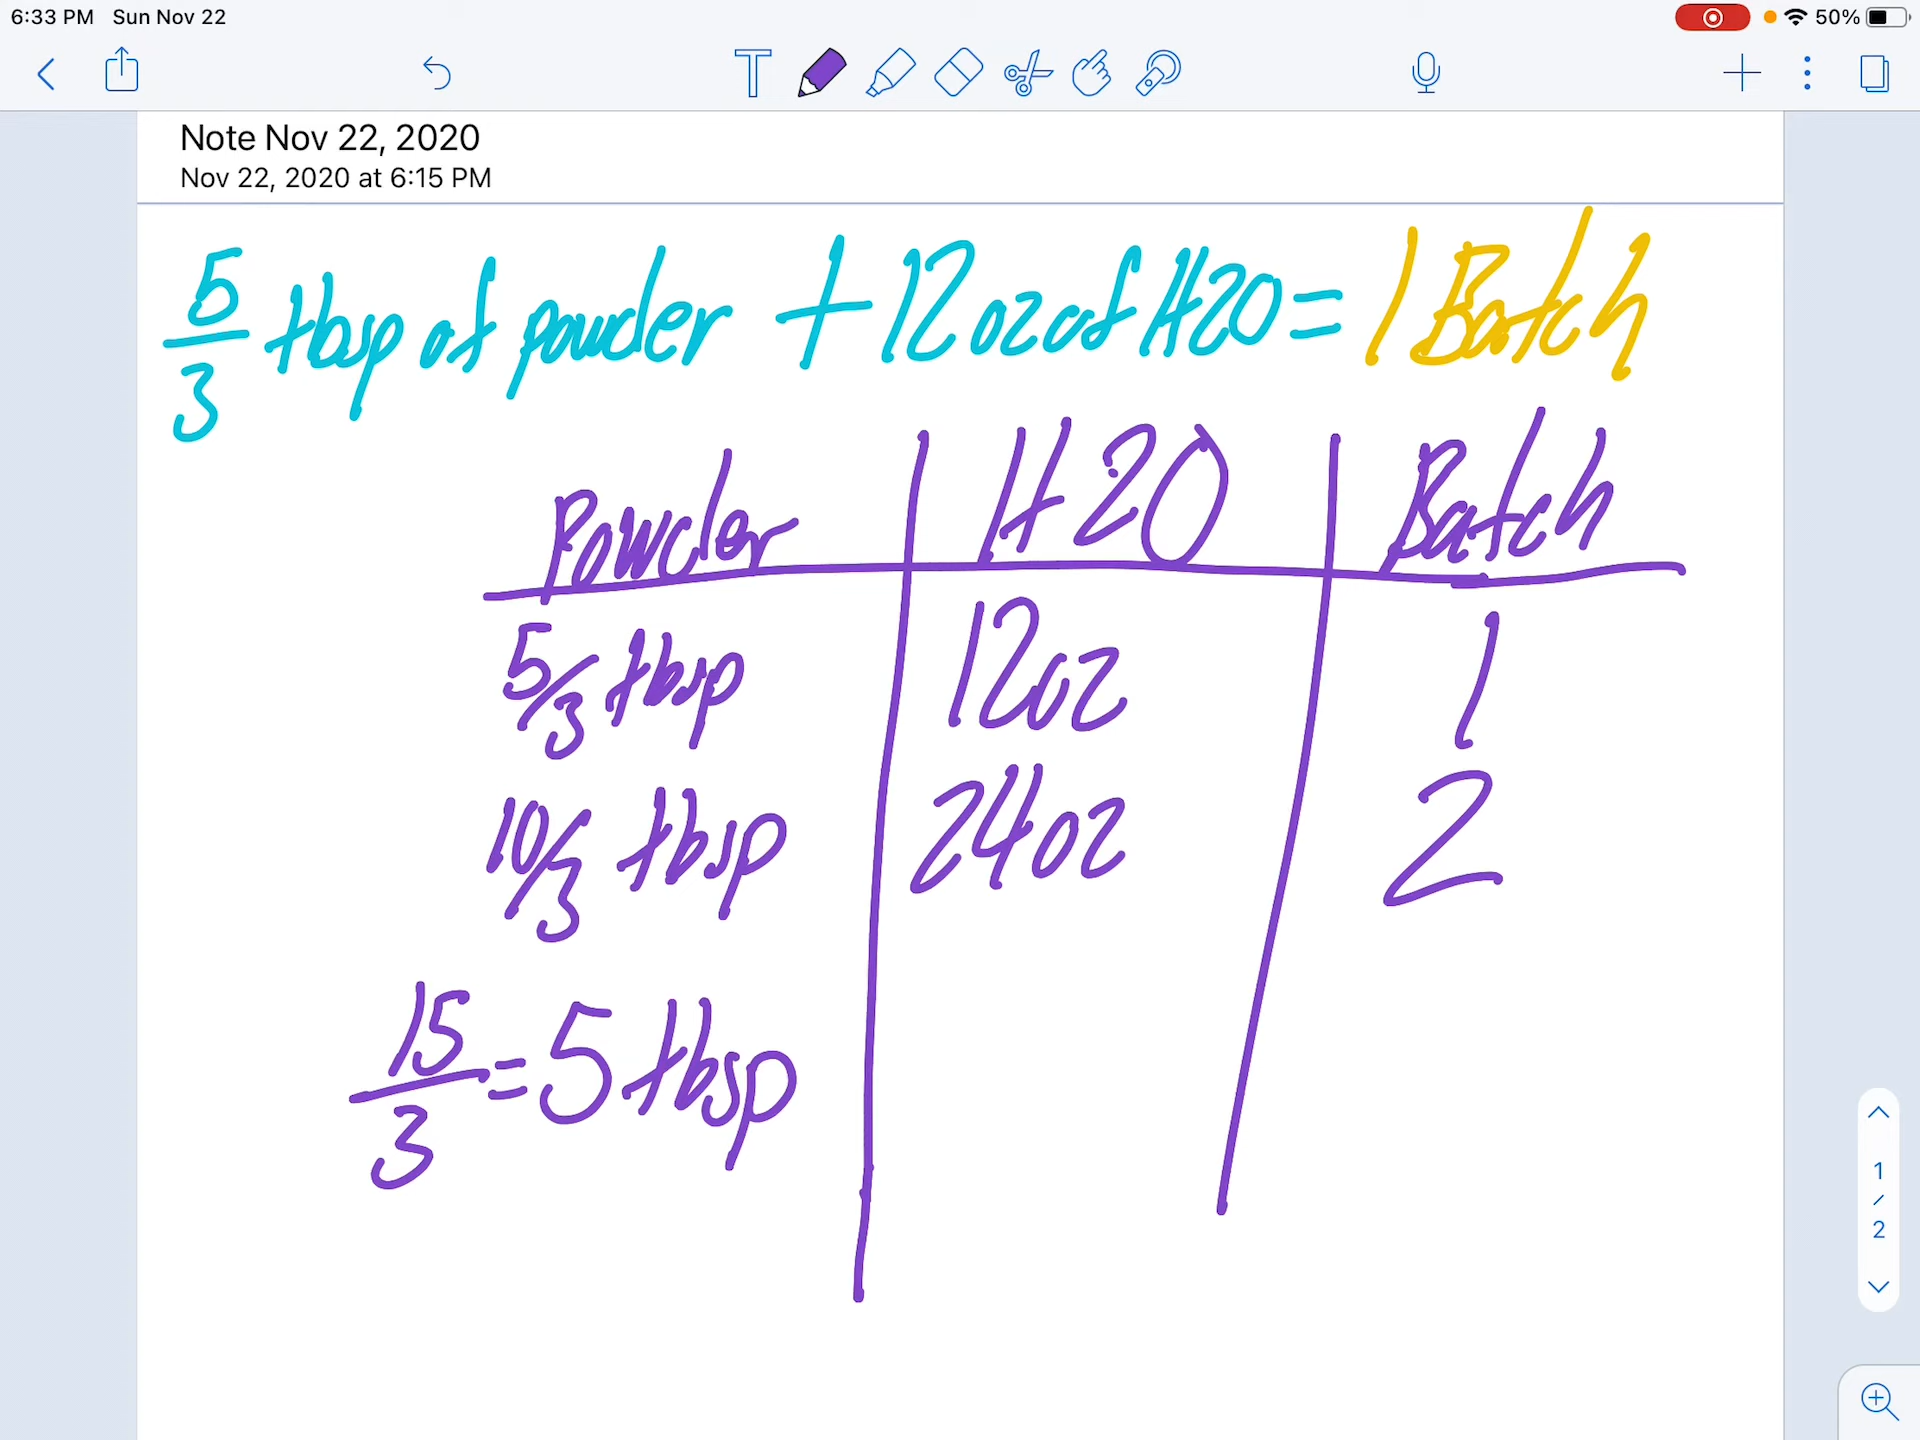 6:33 PM Sun Nov 22 50%
T
Note Nov 22, 2020
Nov 22, 2020 at 6:15 PM
5/3 tbsp of powder + 12 oz of H20 = 1 Batch
Powder H20 Batch
5/3 tbsp 12oz 1
10/3 tbsp 24oz 2
15/3 = 5 tbsp
1
/
2